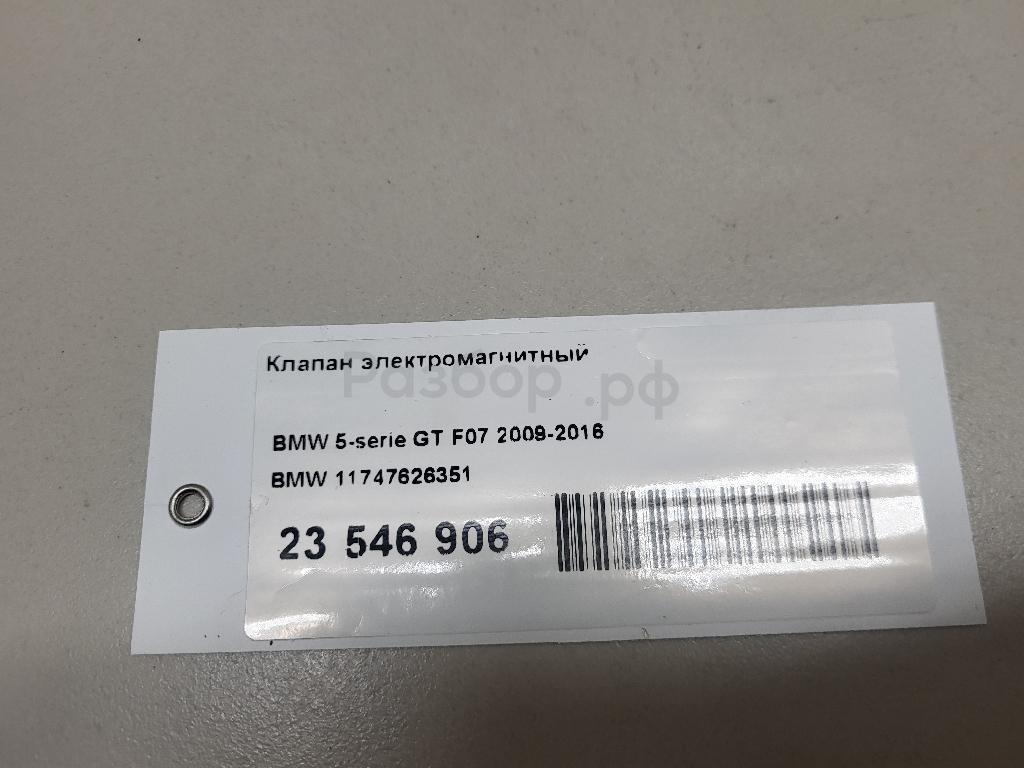 Клапан электромагнитный
Разбор.рф
BMW 5-serie GT F07 2009-2016
BMW 11747626351
23 546 906